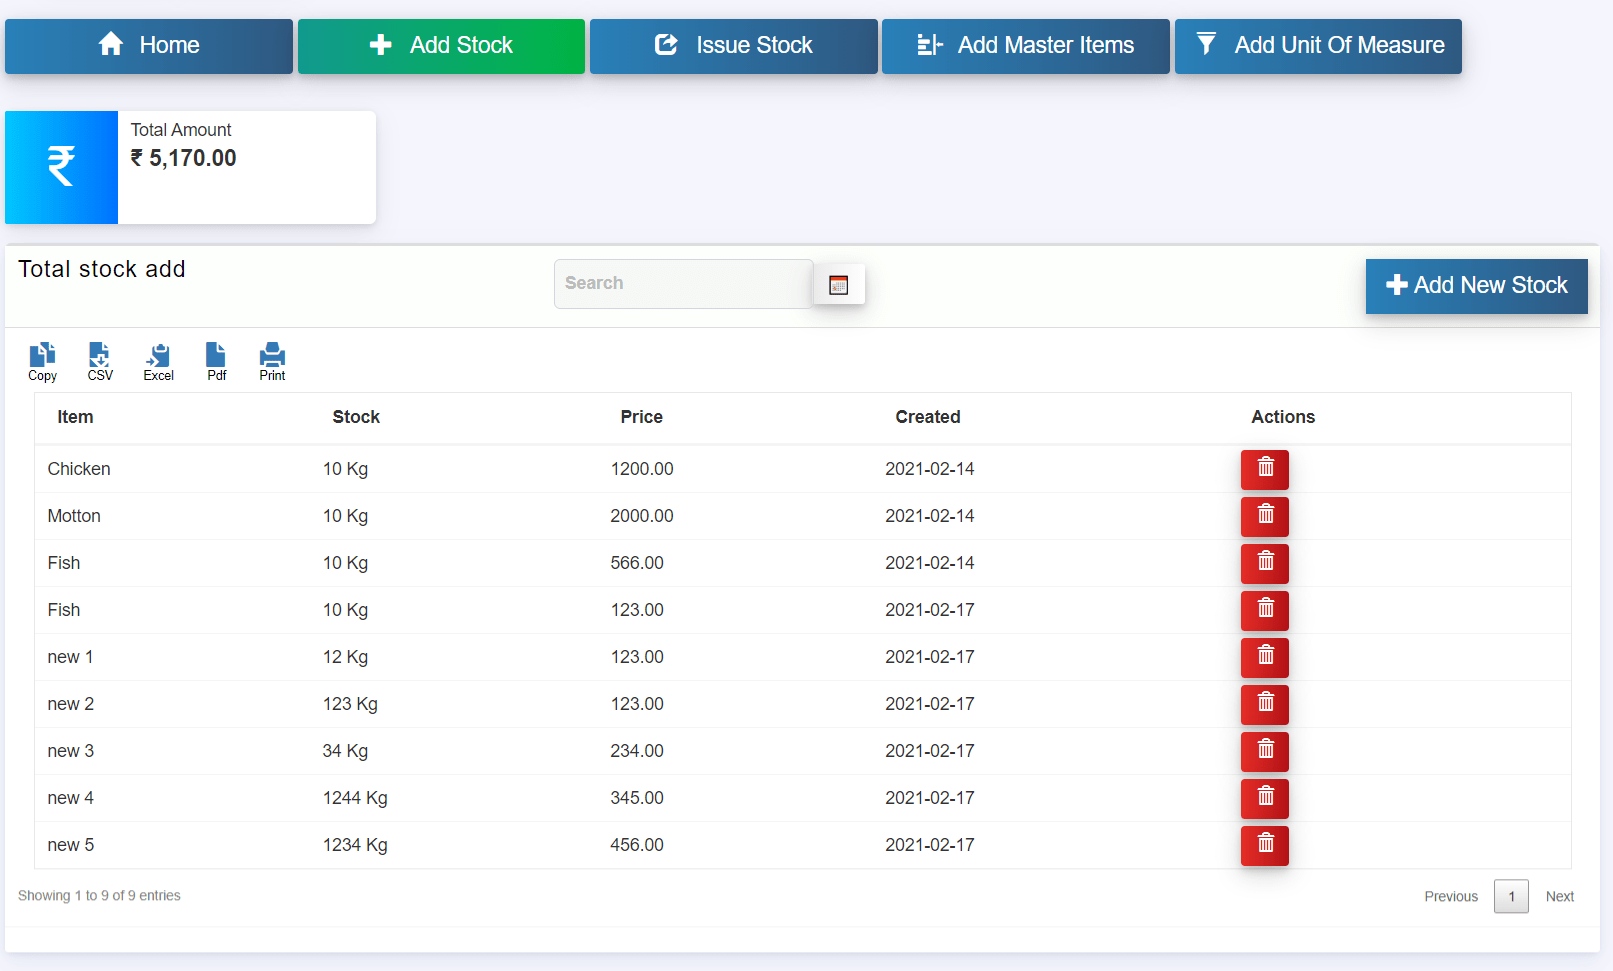 Home
Add Stock
Issue Stock
Add Master Items
Add Unit Of Measure
₹
Total Amount
₹ 5,170.00
Total stock add
Search
Add New Stock
Copy CSV Excel Pdf Print
Item Stock Price Created Actions
Chicken 10 Kg 1200.00 2021-02-14
Motton 10 Kg 2000.00 2021-02-14
Fish 10 Kg 566.00 2021-02-14
Fish 10 Kg 123.00 2021-02-17
new 1 12 Kg 123.00 2021-02-17
new 2 123 Kg 123.00 2021-02-17
new 3 34 Kg 234.00 2021-02-17
new 4 1244 Kg 345.00 2021-02-17
new 5 1234 Kg 456.00 2021-02-17
Showing 1 to 9 of 9 entries
Previous 1 Next